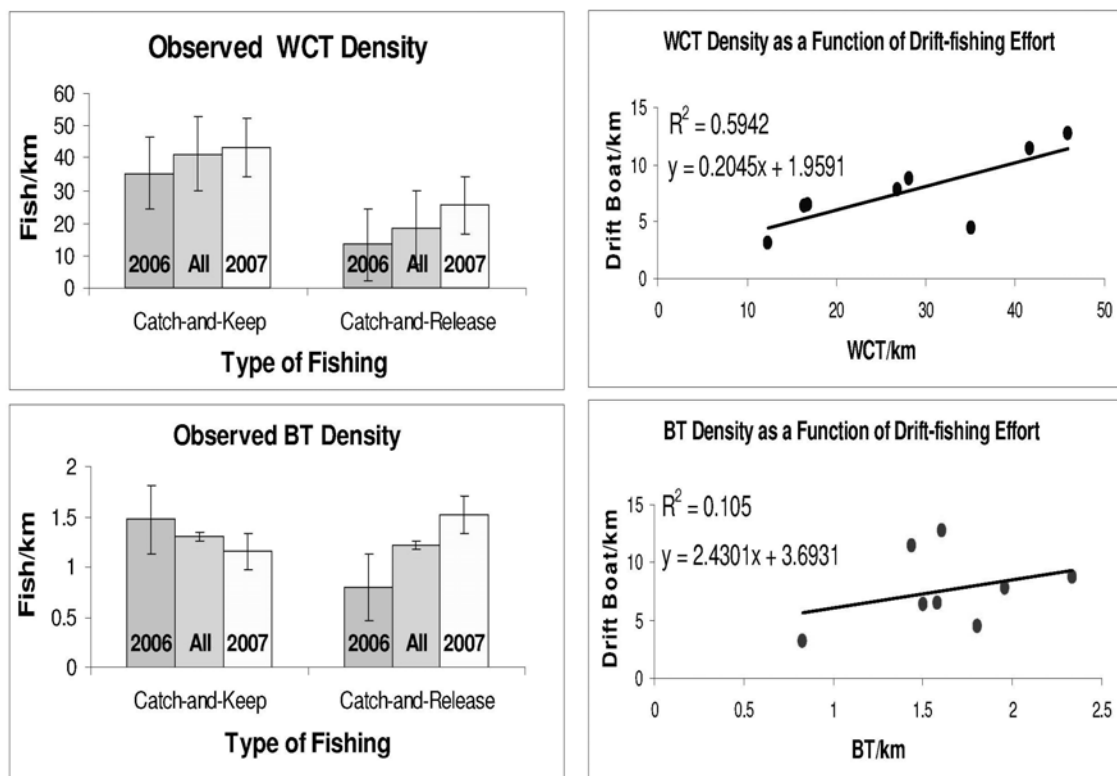 Observed WCT Density
Fish/km
60
50
40
30
20
10
0
2006 All 2007
2006 All 2007
Catch-and-Keep Catch-and-Release
Type of Fishing
WCT Density as a Function of Drift-fishing Effort
Drift Boat/km
15
10
5
0
R² = 0.5942
y = 0.2045x + 1.9591
0 10 20 30 40 50
WCT/km
Observed BT Density
Fish/km
2
1.5
1
0.5
0
2006 All 2007
2006 All 2007
Catch-and-Keep Catch-and-Release
Type of Fishing
BT Density as a Function of Drift-fishing Effort
Drift Boat/km
15
10
5
0
R² = 0.105
y = 2.4301x + 3.6931
0 0.5 1 1.5 2 2.5
BT/km